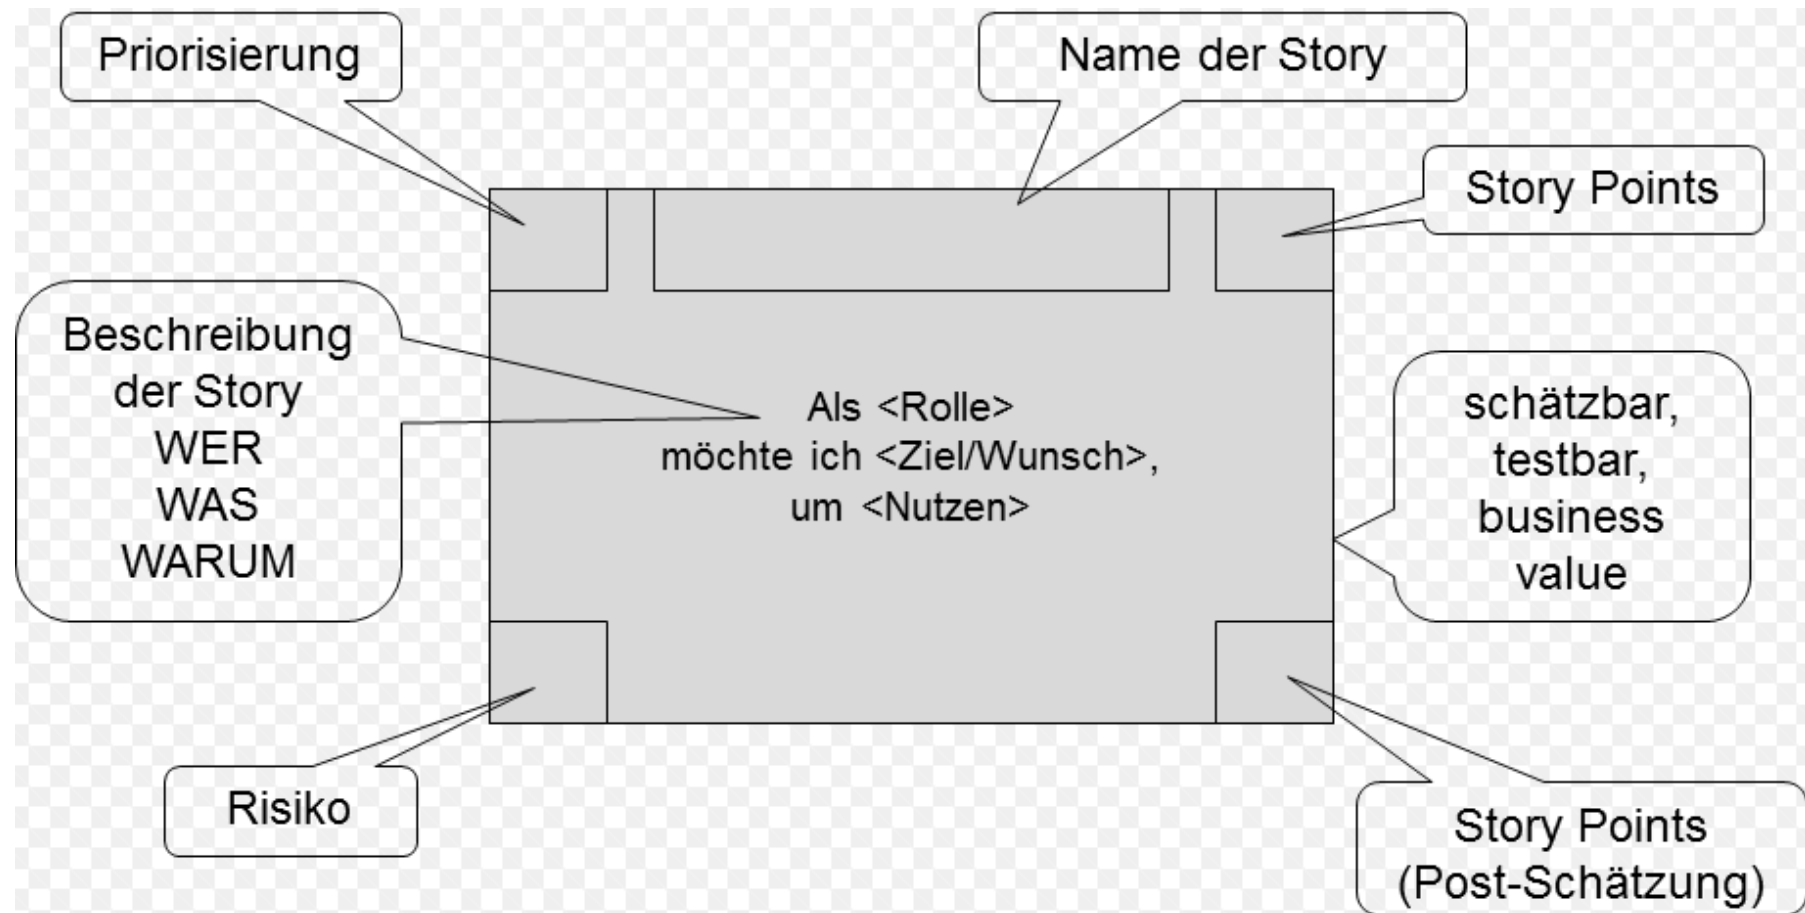 Priorisierung
Name der Story
Story Points
Beschreibung
der Story
WER
WAS
WARUM
Als <Rolle>
möchte ich <Ziel/Wunsch>,
um <Nutzen>
schätzbar,
testbar,
business
value
Risiko
Story Points
(Post-Schätzung)